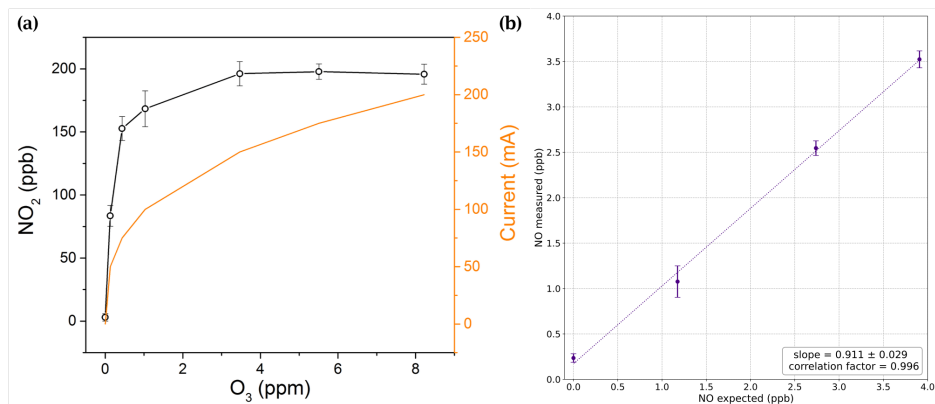 (a)
250
200
150
100
50
0
NO2 (ppb)
200
150
100
50
0
Current (mA)
0 2 4 6 8
O3 (ppm)
(b)
4.0
3.5
3.0
2.5
2.0
1.5
1.0
0.5
0.0
NO measured (ppb)
slope = 0.911 ± 0.029
correlation factor = 0.996
0.0 0.5 1.0 1.5 2.0 2.5 3.0 3.5 4.0
NO expected (ppb)